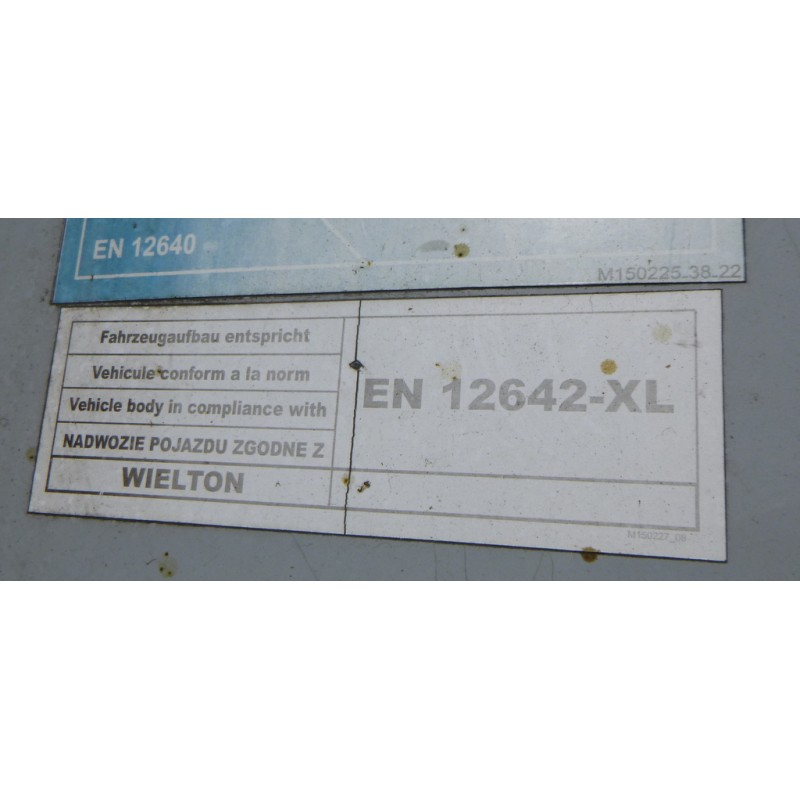 EN 12640
M150225_38_22
Fahrzeugaufbau entspricht
Vehicule conform a la norm
Vehicle body in compliance with
NADWOZIE POJAZDU ZGODNE Z
WIELTON
EN 12642-XL
M150227_06